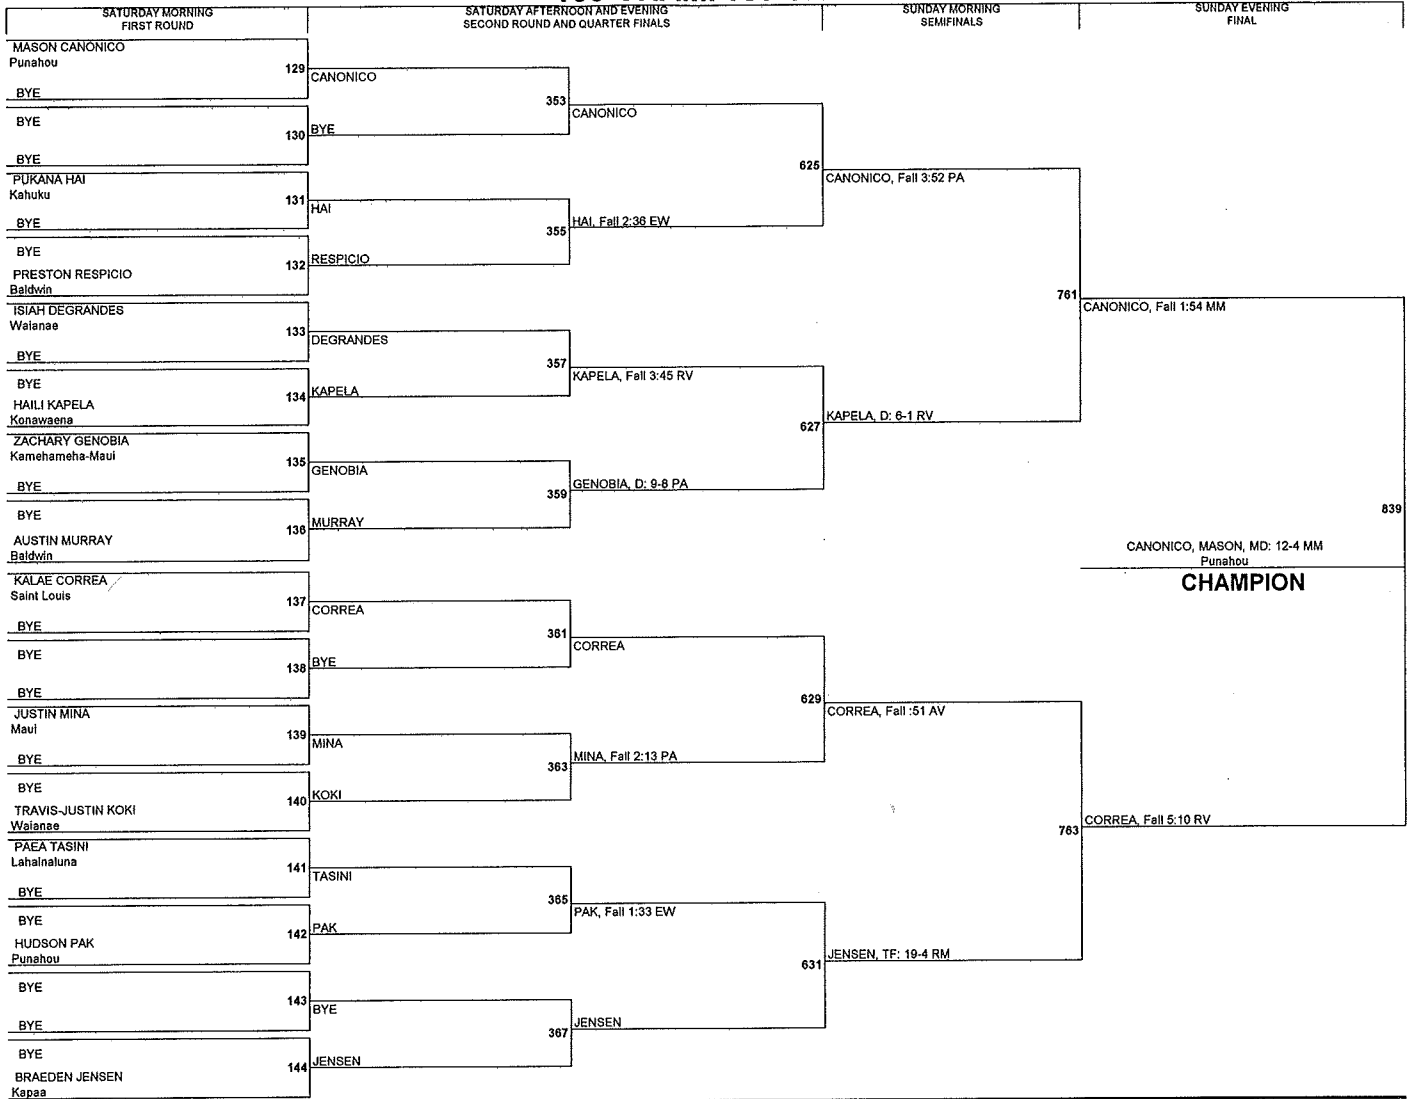 SATURDAY MORNING
FIRST ROUND
SATURDAY AFTERNOON AND EVENING
SECOND ROUND AND QUARTER FINALS
SUNDAY MORNING
SEMIFINALS
SUNDAY EVENING
FINAL
MASON CANONICO
Punahou
129
BYE
BYE
130
BYE
PUKANA HAI
Kahuku
131
BYE
BYE
132
PRESTON RESPICIO
Baldwin
ISIAH DEGRANDES
Waianae
133
BYE
BYE
134
HAILI KAPELA
Konawaena
ZACHARY GENOBIA
Kamehameha-Maui
135
BYE
BYE
136
AUSTIN MURRAY
Baldwin
KALAE CORREA
Saint Louis
137
BYE
BYE
138
BYE
JUSTIN MINA
Maui
139
BYE
BYE
140
TRAVIS-JUSTIN KOKI
Waianae
PAEA TASINI
Lahainaluna
141
BYE
BYE
142
HUDSON PAK
Punahou
BYE
143
BYE
BYE
144
BRAEDEN JENSEN
Kapaa
CANONICO
353
BYE
HAI
355
RESPICIO
DEGRANDES
357
KAPELA
GENOBIA
359
MURRAY
CORREA
361
BYE
MINA
363
KOKI
TASINI
365
PAK
BYE
367
JENSEN
CANONICO
625
HAI, Fall 2:36 EW
KAPELA, Fall 3:45 RV
627
GENOBIA, D: 9-8 PA
CORREA
629
MINA, Fall 2:13 PA
PAK, Fall 1:33 EW
631
JENSEN
CANONICO, Fall 3:52 PA
761
KAPELA, D: 6-1 RV
CORREA, Fall :51 AV
763
JENSEN, TF: 19-4 RM
CANONICO, Fall 1:54 MM
839
CORREA, Fall 5:10 RV
CANONICO, MASON, MD: 12-4 MM
Punahou
CHAMPION